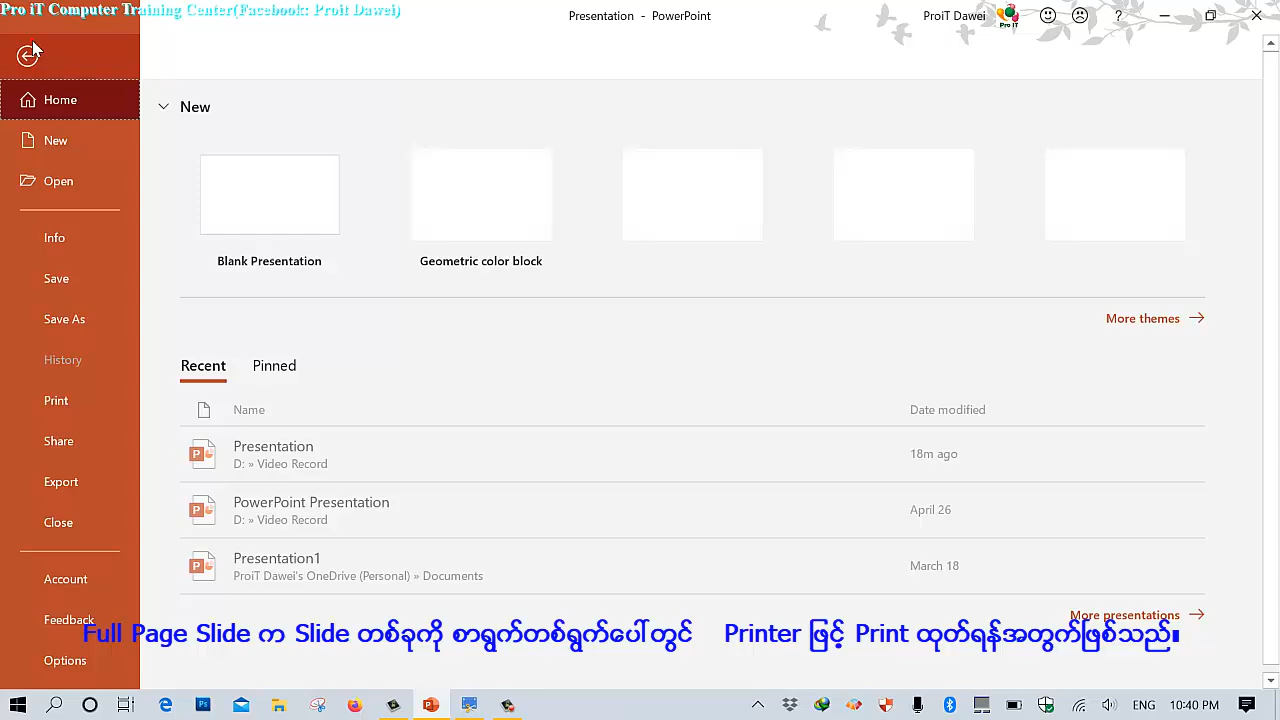 Pro iT Computer Training Center(Facebook: Proit Dawei)
Presentation - PowerPoint
ProiT Dawei
Pro IT
?
Home
New
Open
Info
Save
Save As
History
Print
Share
Export
Close
Account
Feedback
Options
New
Blank Presentation
Geometric color block
More themes
Recent
Pinned
Name
Date modified
Presentation
D: » Video Record
18m ago
PowerPoint Presentation
D: » Video Record
April 26
Presentation1
ProiT Dawei's OneDrive (Personal) » Documents
March 18
More presentations
Full Page Slide က Slide တစ်ခုကို စာရွက်တစ်ရွက်ပေါ်တွင် Printer ဖြင့် Print ထုတ်ရန်အတွက်ဖြစ်သည်။
ENG
10:40 PM